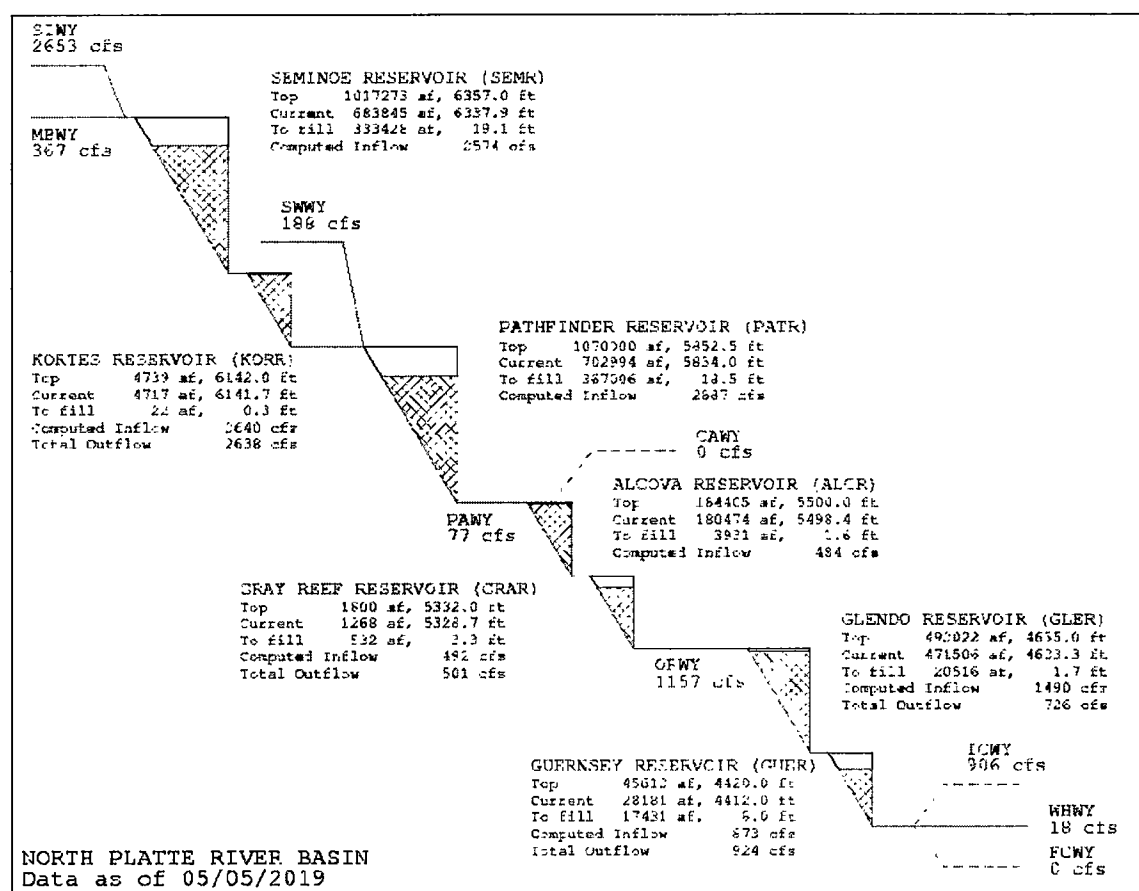 SIWY
2653 cfs
MBWY
367 cfs
SEMINOE RESERVOIR (SEMR)
Top 1017273 af, 6357.0 ft
Current 683845 af, 6337.9 ft
To fill 333428 af, 19.1 ft
Computed Inflow 2574 cfs
SWWY
188 cfs
KORTES RESERVOIR (KORR)
Top 4739 af, 6142.0 ft
Current 4717 af, 6141.7 ft
To fill 22 af, 0.3 ft
Computed Inflow 2640 cfs
Total Outflow 2638 cfs
PATHFINDER RESERVOIR (PATR)
Top 1070000 af, 5852.5 ft
Current 702994 af, 5834.0 ft
To fill 367006 af, 18.5 ft
Computed Inflow cfs
PAWY
77 cfs
CAWY
0 cfs
ALCOVA RESERVOIR (ALCR)
Top 184405 af, 5500.0 ft
Current 180474 af, 5498.4 ft
To fill 3931 af, 1.6 ft
Computed Inflow 484 cfs
GRAY REEF RESERVOIR (GRAR)
Top 1800 af, 5332.0 ft
Current 1268 af, 5328.7 ft
To fill 532 af, 3.3 ft
Computed Inflow 492 cfs
Total Outflow 501 cfs
1157 cfs
GLENDO RESERVOIR (GLER)
Top 492022 af, 4635.0 ft
Current 471506 af, 4633.3 ft
To fill 20516 af, 1.7 ft
Computed Inflow 1490 cfs
Total Outflow 726 cfs
GUERNSEY RESERVOIR (GUER)
Top 45612 af, 4420.0 ft
Current 28181 af, 4412.0 ft
To fill 17431 af, 8.0 ft
Computed Inflow 673 cfs
Total Outflow 924 cfs
ICWY
906 cfs
WHWY
18 cfs
FCWY
0 cfs
NORTH PLATTE RIVER BASIN
Data as of 05/05/2019